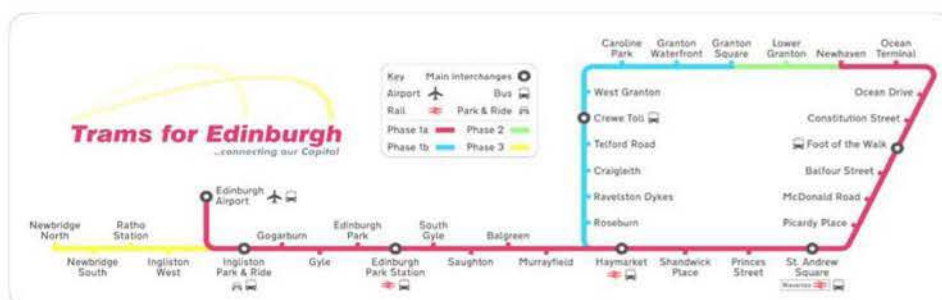 Trams for Edinburgh
...connecting our Capital
Key Main Interchanges
Airport Bus
Rail Park & Ride
Phase 1a Phase 2
Phase 1b Phase 3
Caroline
Park
Granton
Waterfront
Granton
Square
Lower
Granton
Newhaven
Ocean
Terminal
West Granton
Crewe Toll
Telford Road
Craigleith
Ravelston Dykes
Roseburn
Ocean Drive
Constitution Street
Foot of the Walk
Balfour Street
McDonald Road
Picardy Place
Edinburgh
Airport
Newbridge
North
Ratho
Station
Gogarburn
Edinburgh
Park
South
Gyle
Balgreen
Newbridge
South
Ingliston
West
Ingliston
Park & Ride
Gyle
Edinburgh
Park Station
Saughton
Murrayfield
Haymarket
Shandwick
Place
Princes
Street
St. Andrew
Square
Waverley